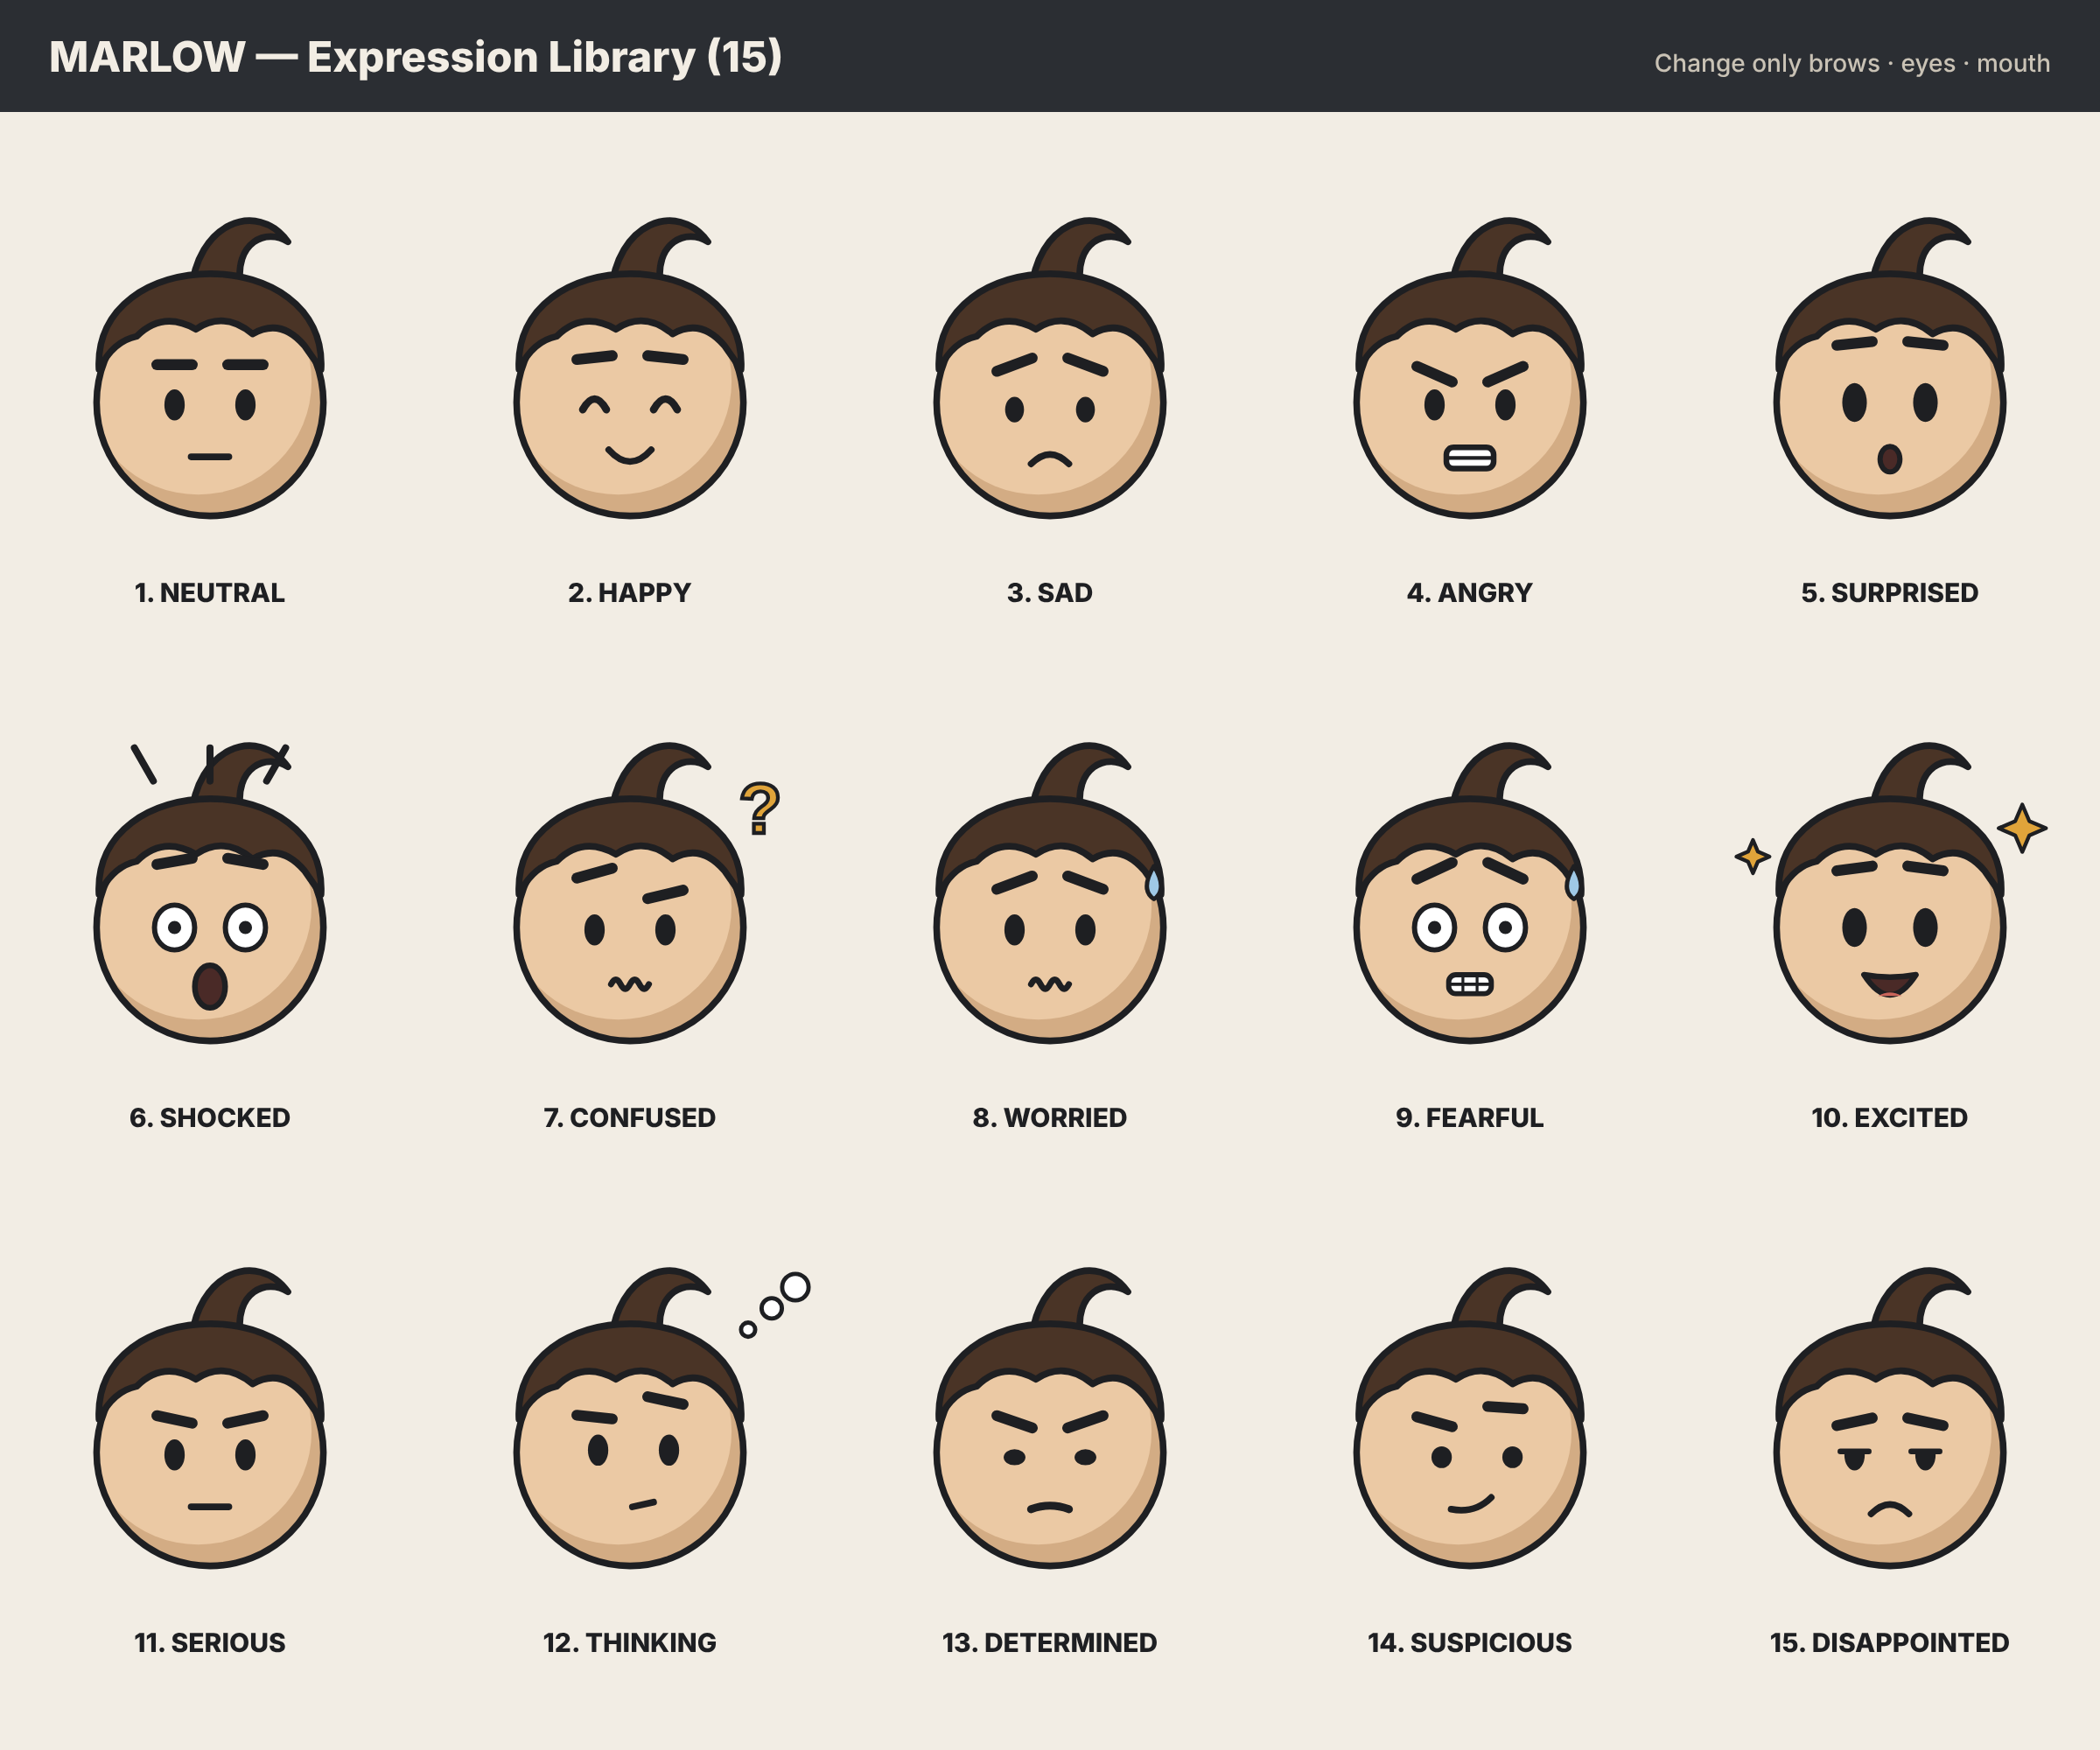 MARLOW — Expression Library (15)
Change only brows · eyes · mouth
1. NEUTRAL
2. HAPPY
3. SAD
4. ANGRY
5. SURPRISED
?
6. SHOCKED
7. CONFUSED
8. WORRIED
9. FEARFUL
10. EXCITED
11. SERIOUS
12. THINKING
13. DETERMINED
14. SUSPICIOUS
15. DISAPPOINTED